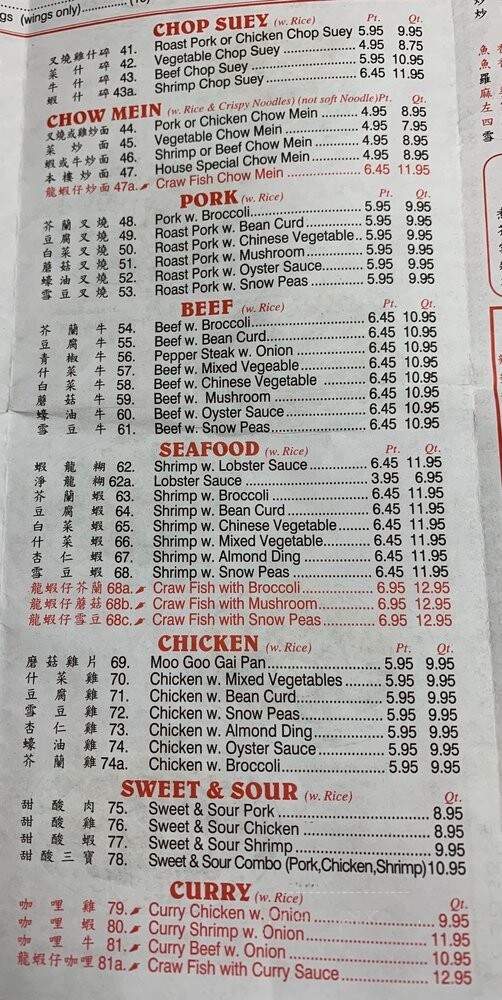 gs (wings only)
CHOP SUEY (w. Rice) Pt. Qt.
叉燒雞什碎 41. Roast Pork or Chicken Chop Suey 5.95 9.95
菜什碎 42. Vegetable Chop Suey 4.95 8.75
牛什碎 43. Beef Chop Suey 5.95 10.95
蝦什碎 43a. Shrimp Chop Suey 6.45 11.95
CHOW MEIN (w. Rice & Crispy Noodles) (not soft Noodle) Pt. Qt.
叉燒或雞炒面 44. Pork or Chicken Chow Mein 4.95 8.95
菜炒面 45. Vegetable Chow Mein 4.95 7.95
蝦或牛炒面 46. Shrimp or Beef Chow Mein 4.95 8.95
本樓炒面 47. House Special Chow Mein 4.95 8.95
龍蝦仔炒面 47a. Craw Fish Chow Mein 6.45 11.95
PORK (w. Rice) Pt. Qt.
芥蘭叉燒 48. Pork w. Broccoli 5.95 9.95
豆腐叉燒 49. Roast Pork w. Bean Curd 5.95 9.95
白菜叉燒 50. Roast Pork w. Chinese Vegetable 5.95 9.95
蘑菇叉燒 51. Roast Pork w. Mushroom 5.95 9.95
蠔油叉燒 52. Roast Pork w. Oyster Sauce 5.95 9.95
雪豆叉燒 53. Roast Pork w. Snow Peas 5.95 9.95
BEEF (w. Rice) Pt. Qt.
芥蘭牛 54. Beef w. Broccoli 6.45 10.95
豆腐牛 55. Beef w. Bean Curd 6.45 10.95
青椒牛 56. Pepper Steak w. Onion 6.45 10.95
什菜牛 57. Beef w. Mixed Vegeable 6.45 10.95
白菜牛 58. Beef w. Chinese Vegetable 6.45 10.95
蘑菇牛 59. Beef w. Mushroom 6.45 10.95
蠔油牛 60. Beef w. Oyster Sauce 6.45 10.95
雪豆牛 61. Beef w. Snow Peas 6.45 10.95
SEAFOOD (w. Rice) Pt. Qt.
蝦龍糊 62. Shrimp w. Lobster Sauce 6.45 11.95
淨龍糊 62a. Lobster Sauce 3.95 6.95
芥蘭蝦 63. Shrimp w. Broccoli 6.45 11.95
豆腐蝦 64. Shrimp w. Bean Curd 6.45 11.95
白菜蝦 65. Shrimp w. Chinese Vegetable 6.45 11.95
什菜蝦 66. Shrimp w. Mixed Vegetable 6.45 11.95
杏仁蝦 67. Shrimp w. Almond Ding 6.45 11.95
雪豆蝦 68. Shrimp w. Snow Peas 6.45 11.95
龍蝦仔芥蘭 68a. Craw Fish with Broccoli 6.95 12.95
龍蝦仔蘑菇 68b. Craw Fish with Mushroom 6.95 12.95
龍蝦仔雪豆 68c. Craw Fish with Snow Peas 6.95 12.95
CHICKEN (w. Rice) Pt. Qt.
磨菇雞片 69. Moo Goo Gai Pan 5.95 9.95
什菜雞 70. Chicken w. Mixed Vegetables 5.95 9.95
豆腐雞 71. Chicken w. Bean Curd 5.95 9.95
雪豆雞 72. Chicken w. Snow Peas 5.95 9.95
杏仁雞 73. Chicken w. Almond Ding 5.95 9.95
蠔油雞 74. Chicken w. Oyster Sauce 5.95 9.95
芥蘭雞 74a. Chicken w. Broccoli 5.95 9.95
SWEET & SOUR (w. Rice) Qt.
甜酸肉 75. Sweet & Sour Pork 8.95
甜酸雞 76. Sweet & Sour Chicken 8.95
甜酸蝦 77. Sweet & Sour Shrimp 9.95
甜酸三寶 78. Sweet & Sour Combo (Pork,Chicken,Shrimp) 10.95
CURRY (w. Rice) Qt.
咖哩雞 79. Curry Chicken w. Onion 9.95
咖哩蝦 80. Curry Shrimp w. Onion 11.95
咖哩牛 81. Curry Beef w. Onion 10.95
龍蝦仔咖哩 81a. Craw Fish with Curry Sauce 12.95